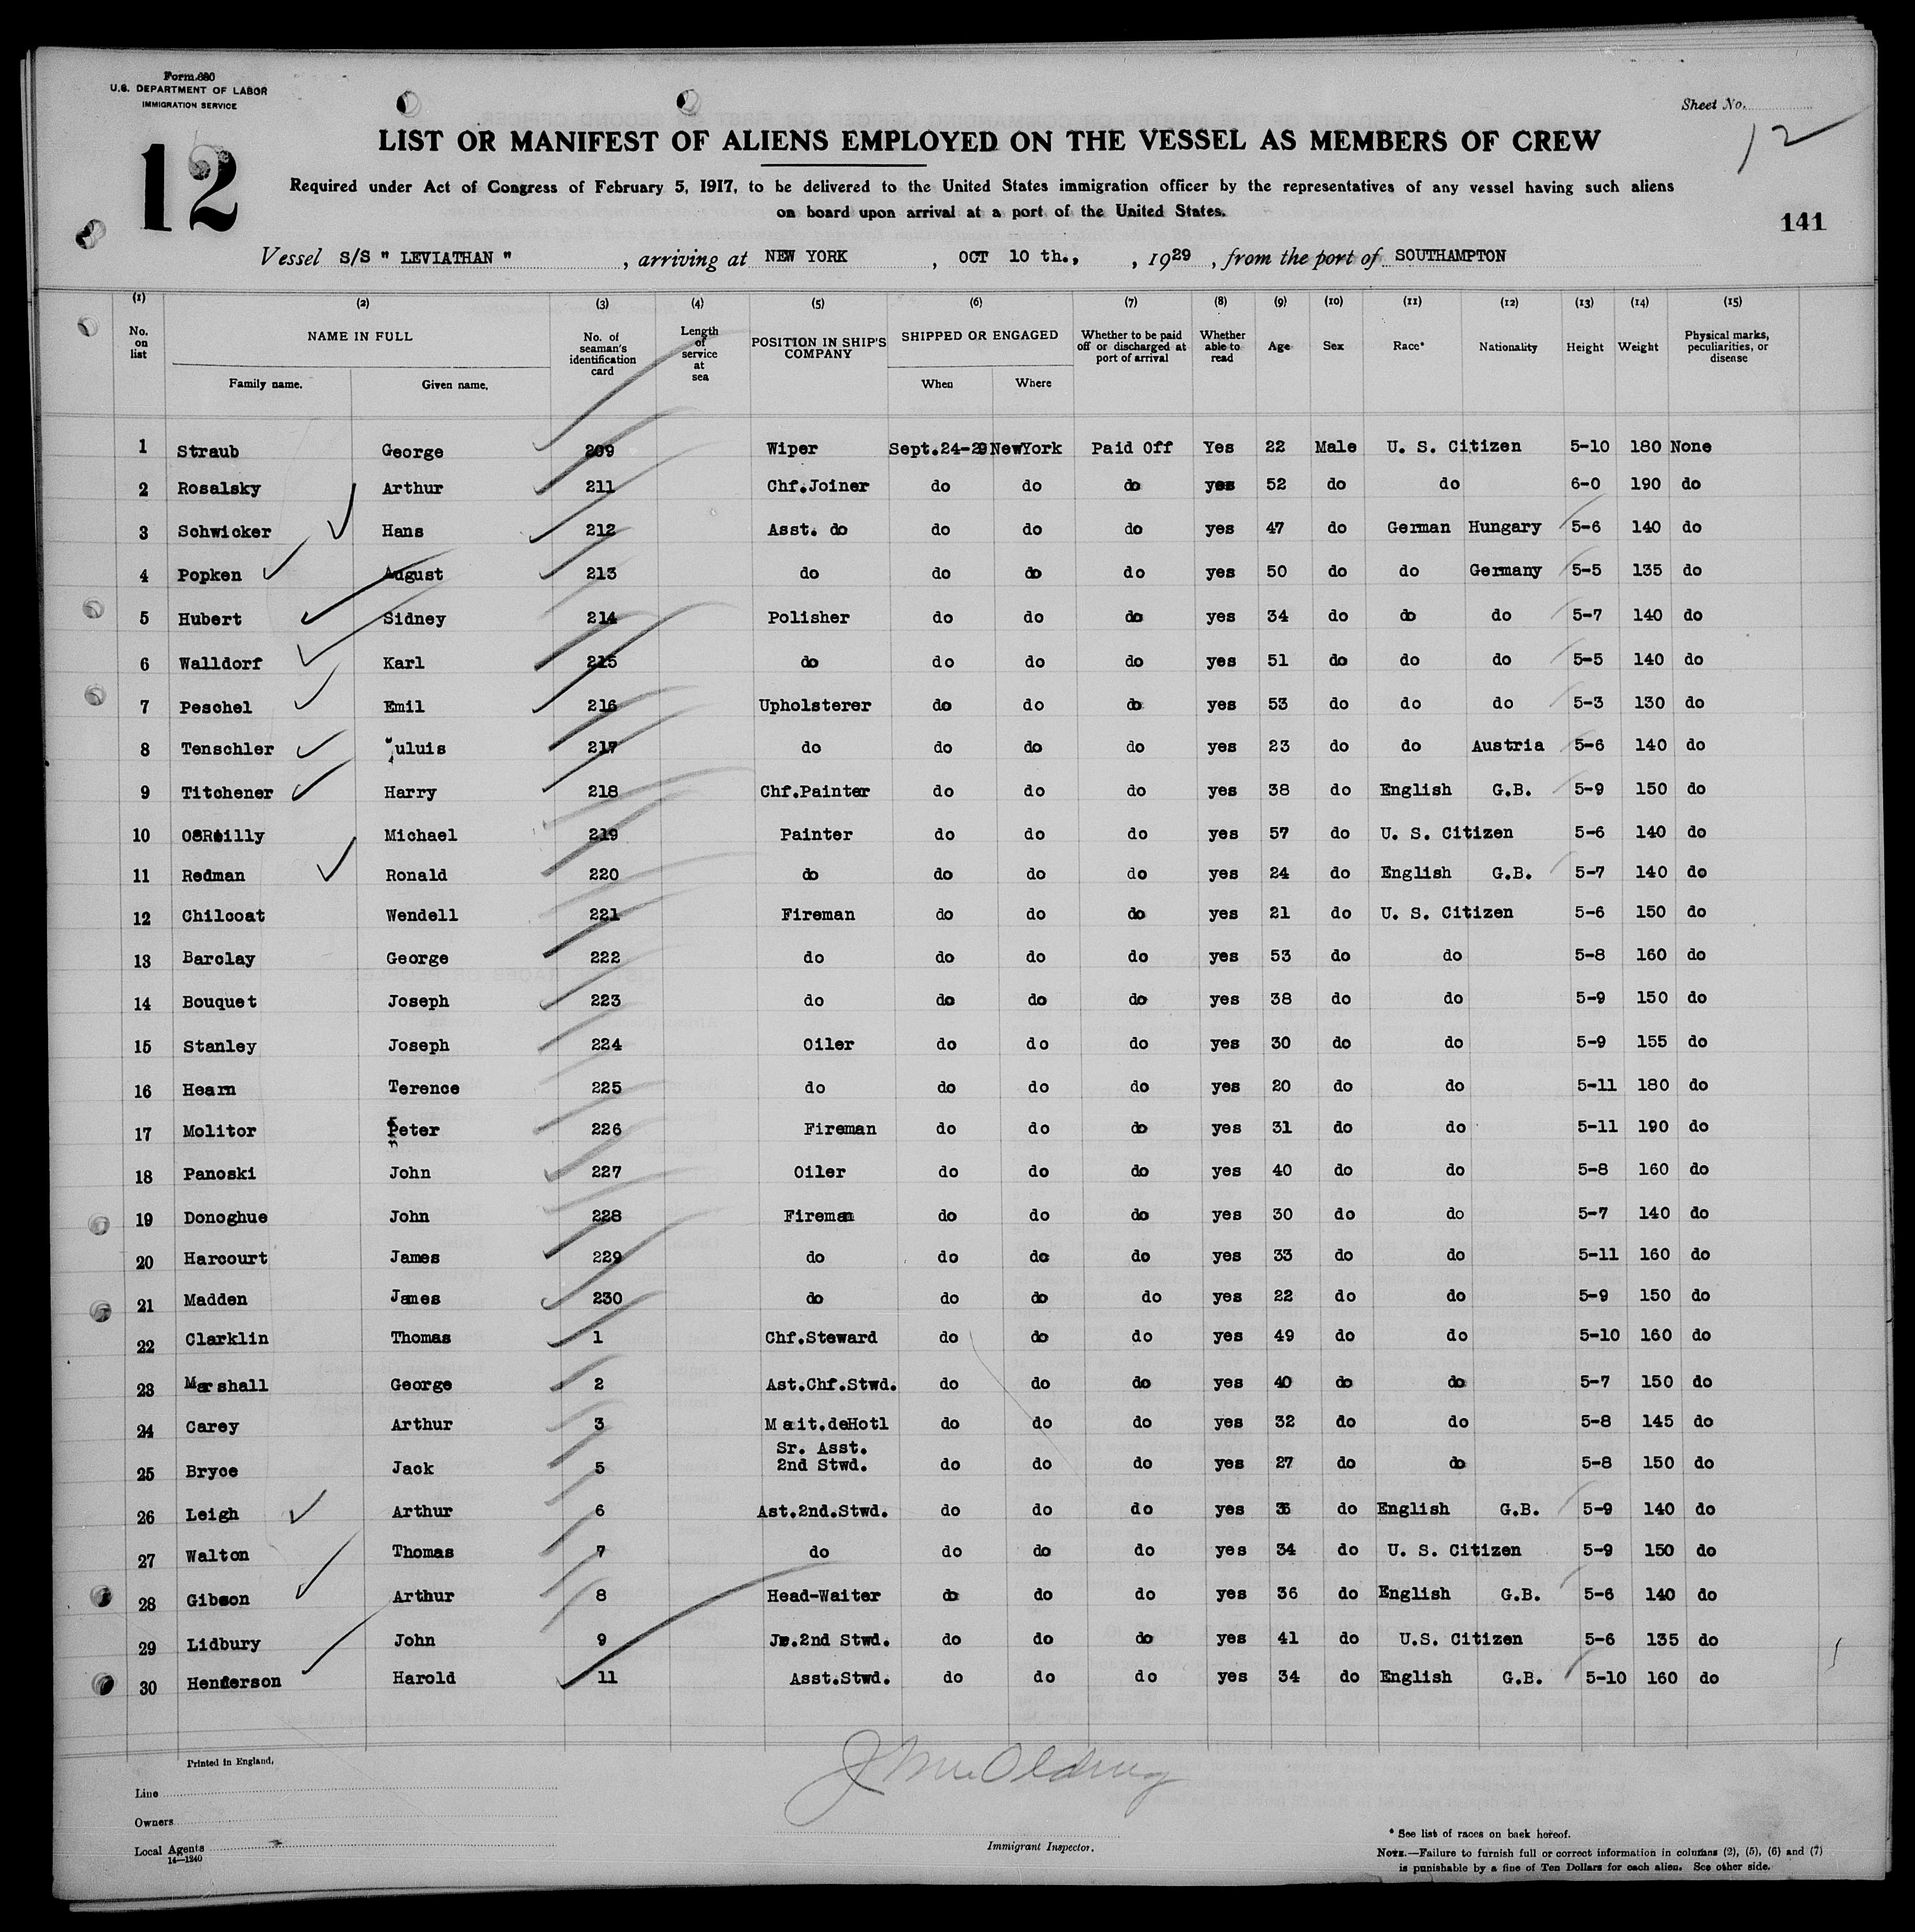 Form 680
U.S. DEPARTMENT OF LABOR
IMMIGRATION SERVICE
Sheet No.
12
12
LIST OR MANIFEST OF ALIENS EMPLOYED ON THE VESSEL AS MEMBERS OF CREW
Required under Act of Congress of February 5, 1917, to be delivered to the United States immigration officer by the representatives of any vessel having such aliens
on board upon arrival at a port of the United States.
141
Vessel S/S " LEVIATHAN ", arriving at NEW YORK, OCT 10 th., , 1929, from the port of SOUTHAMPTON
(1) (2) (3) (4) (5) (6) (7) (8) (9) (10) (11) (12) (13) (14) (15)
No. on list NAME IN FULL No. of seaman's identification card Length of service at sea POSITION IN SHIP'S COMPANY SHIPPED OR ENGAGED Whether to be paid off or discharged at port of arrival Whether able to read Age Sex Race* Nationality Height Weight Physical marks, peculiarities, or disease
Family name. Given name. When Where
1 Straub George 209 Wiper Sept.24-29 NewYork Paid Off Yes 22 Male U. S. Citizen 5-10 180 None
2 Rosalsky Arthur 211 Chf.Joiner do do do yes 52 do do 6-0 190 do
3 Schwicker Hans 212 Asst. do do do do yes 47 do German Hungary 5-6 140 do
4 Popken August 213 do do do do yes 50 do do Germany 5-5 135 do
5 Hubert Sidney 214 Polisher do do do yes 34 do do do 5-7 140 do
6 Walldorf Karl 215 do do do do yes 51 do do do 5-5 140 do
7 Peschel Emil 216 Upholsterer do do do yes 53 do do do 5-3 130 do
8 Tenschler uluis 217 do do do do yes 23 do do Austria 5-6 140 do
9 Titchener Harry 218 Chf.Painter do do do yes 38 do English G.B. 5-9 150 do
10 O8Reilly Michael 219 Painter do do do yes 57 do U. S. Citizen 5-6 140 do
11 Redman Ronald 220 do do do do yes 24 do English G.B. 5-7 140 do
12 Chilcoat Wendell 221 Fireman do do do yes 21 do U. S. Citizen 5-6 150 do
13 Barclay George 222 do do do do yes 53 do do 5-8 160 do
14 Bouquet Joseph 223 do do do do yes 38 do do 5-9 150 do
15 Stanley Joseph 224 Oiler do do do yes 30 do do 5-9 155 do
16 Hearn Terence 225 do do do do yes 20 do do 5-11 180 do
17 Molitor Peter 226 Fireman do do do yes 31 do do 5-11 190 do
18 Panoski John 227 Oiler do do do yes 40 do do 5-8 160 do
19 Donoghue John 228 Fireman do do do yes 30 do do 5-7 140 do
20 Harcourt James 229 do do do do yes 33 do do 5-11 160 do
21 Madden James 230 do do do do yes 22 do do 5-9 150 do
22 Clarklin Thomas 1 Chf.Steward do do do yes 49 do do 5-10 160 do
23 Marshall George 2 Ast.Chf.Stwd. do do do yes 40 do do 5-7 150 do
24 Carey Arthur 3 Mait.deHotl do do do yes 32 do do 5-8 145 do
25 Bryce Jack 5 Sr. Asst. 2nd Stwd. do do do yes 27 do do 5-8 150 do
26 Leigh Arthur 6 Ast.2nd.Stwd. do do do yes do English G.B. 5-9 140 do
27 Walton Thomas 7 do do do do yes 34 do U. S. Citizen 5-9 150 do
28 Gibson Arthur 8 Head-Waiter do do do yes 36 do English G.B. 5-6 140 do
29 Lidbury John 9 Jr.2nd Stwd. do do do yes 41 do U.S. Citizen 5-6 135 do
30 Henderson Harold 11 Asst.Stwd. do do do yes 34 do English G.B. 5-10 160 do
Printed in England.
Line
Owners
Local Agents
14—1240
Immigrant Inspector.
* See list of races on back hereof.
NOTE.—Failure to furnish full or correct information in columns (2), (5), (6) and (7)
is punishable by a fine of Ten Dollars for each alien. See other side.